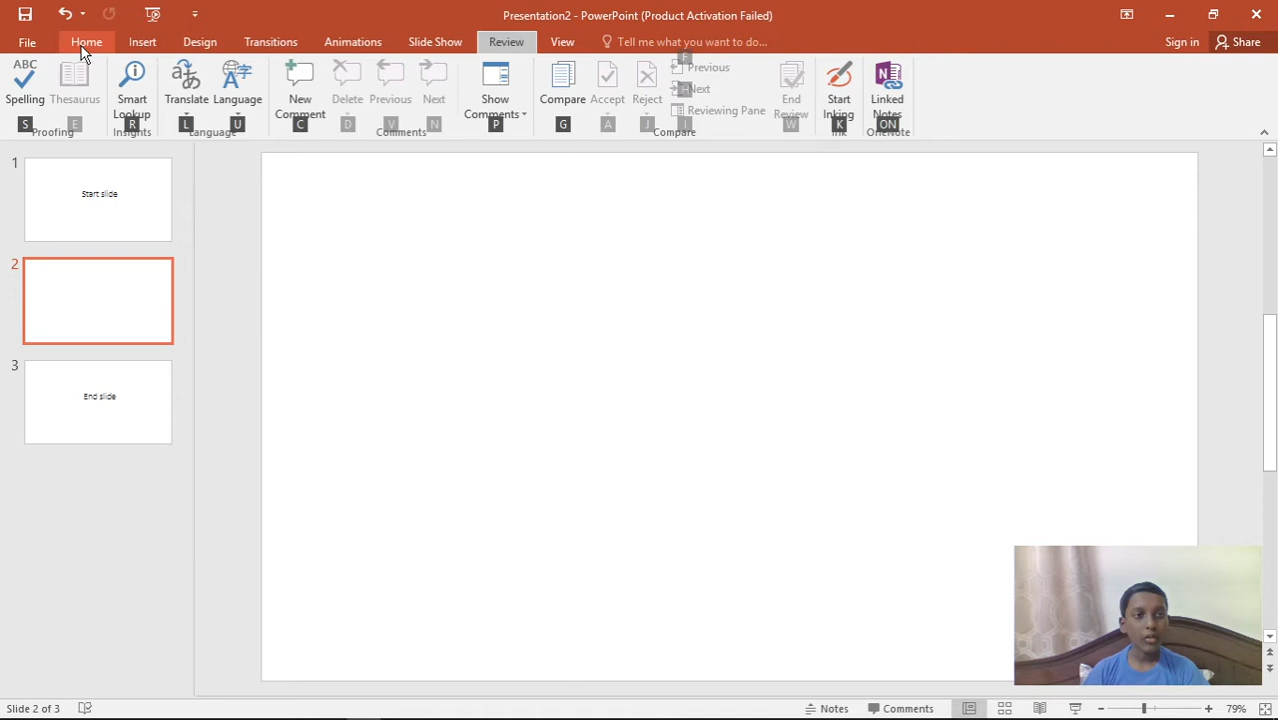 Presentation2 - PowerPoint (Product Activation Failed)
File Home Insert Design Transitions Animations Slide Show Review View Tell me what you want to do... Sign in Share
ABC
Spelling Thesaurus Smart Lookup Translate Language New Comment Delete Previous Next Show Comments Compare Accept Reject Previous Next Reviewing Pane End Review Start Inking Linked Notes
S E R L U C D V N P G A J F H I W K ON
Proofing Insights Language Comments Compare Ink OneNote
1
Start slide
2
3
End slide
Slide 2 of 3 Notes Comments 79%